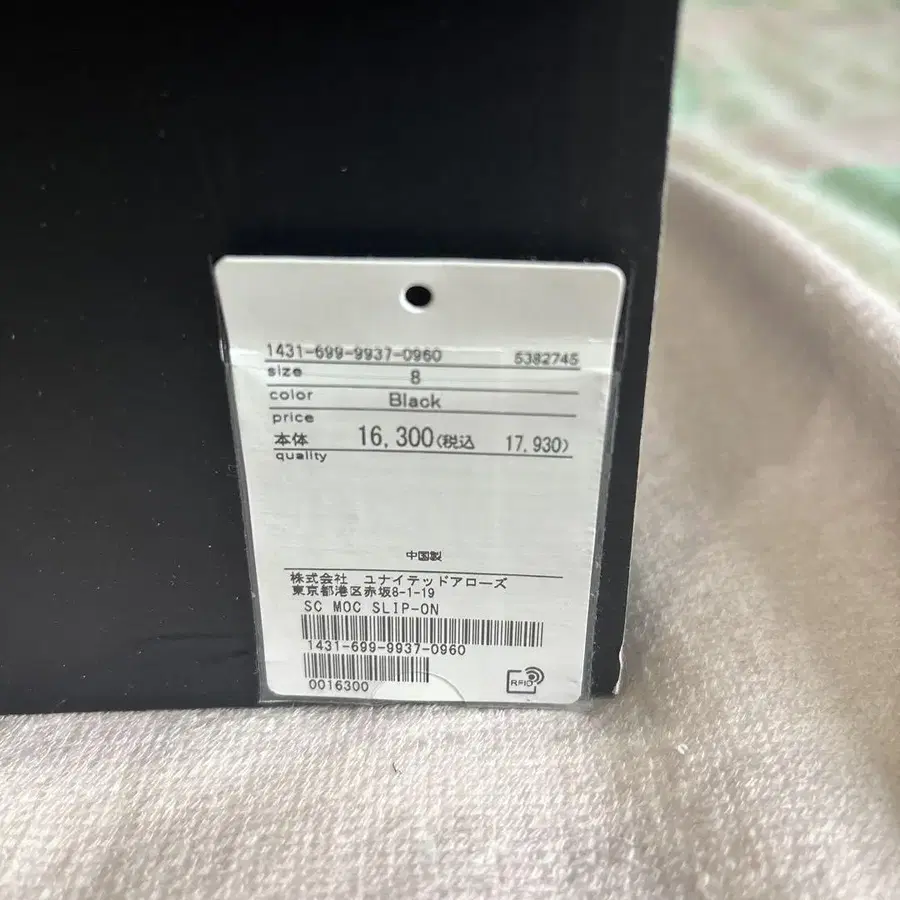 1431-699-9937-0960 5382745
size 8
color Black
price
本体 16,300(税込 17,930)
quality
中国製
株式会社 ユナイテッドアローズ
東京都港区赤坂8-1-19
SC MOC SLIP-ON
1431-699-9937-0960
0016300
RFID